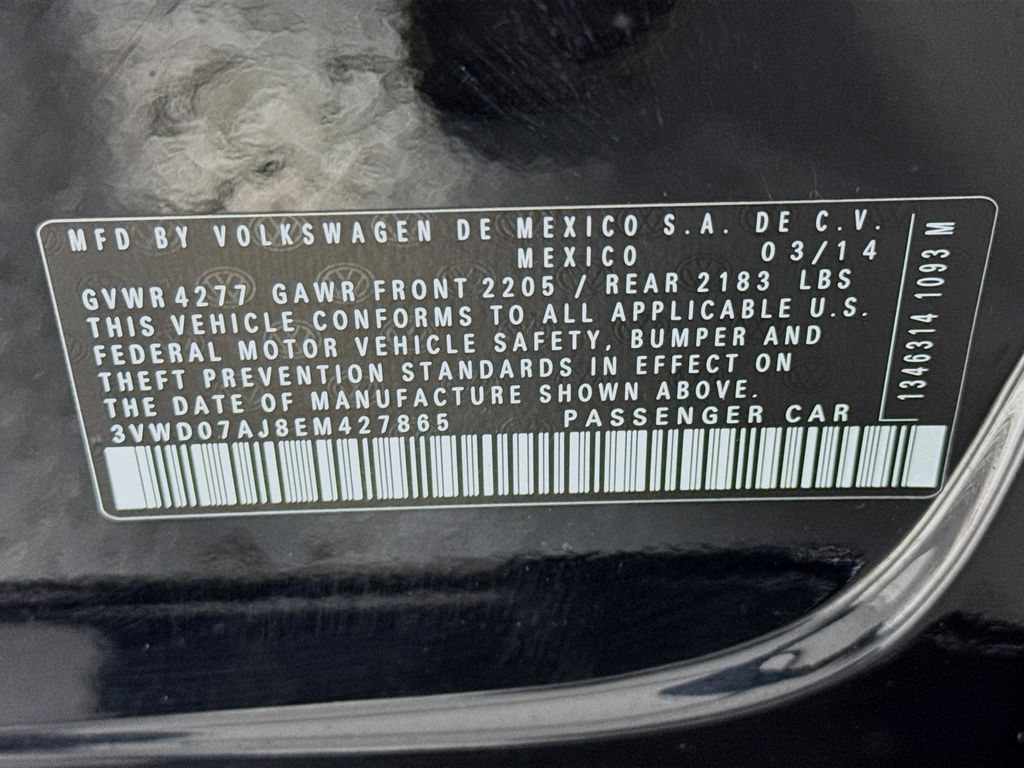 MFD BY VOLKSWAGEN DE MEXICO S.A. DE C.V.
MEXICO 03/14
GVWR 4277 GAWR FRONT 2205 / REAR 2183 LBS
THIS VEHICLE CONFORMS TO ALL APPLICABLE U.S.
FEDERAL MOTOR VEHICLE SAFETY, BUMPER AND
THEFT PREVENTION STANDARDS IN EFFECT ON
THE DATE OF MANUFACTURE SHOWN ABOVE.
3VWD07AJ8EM427865 PASSENGER CAR
1346314 1093 M